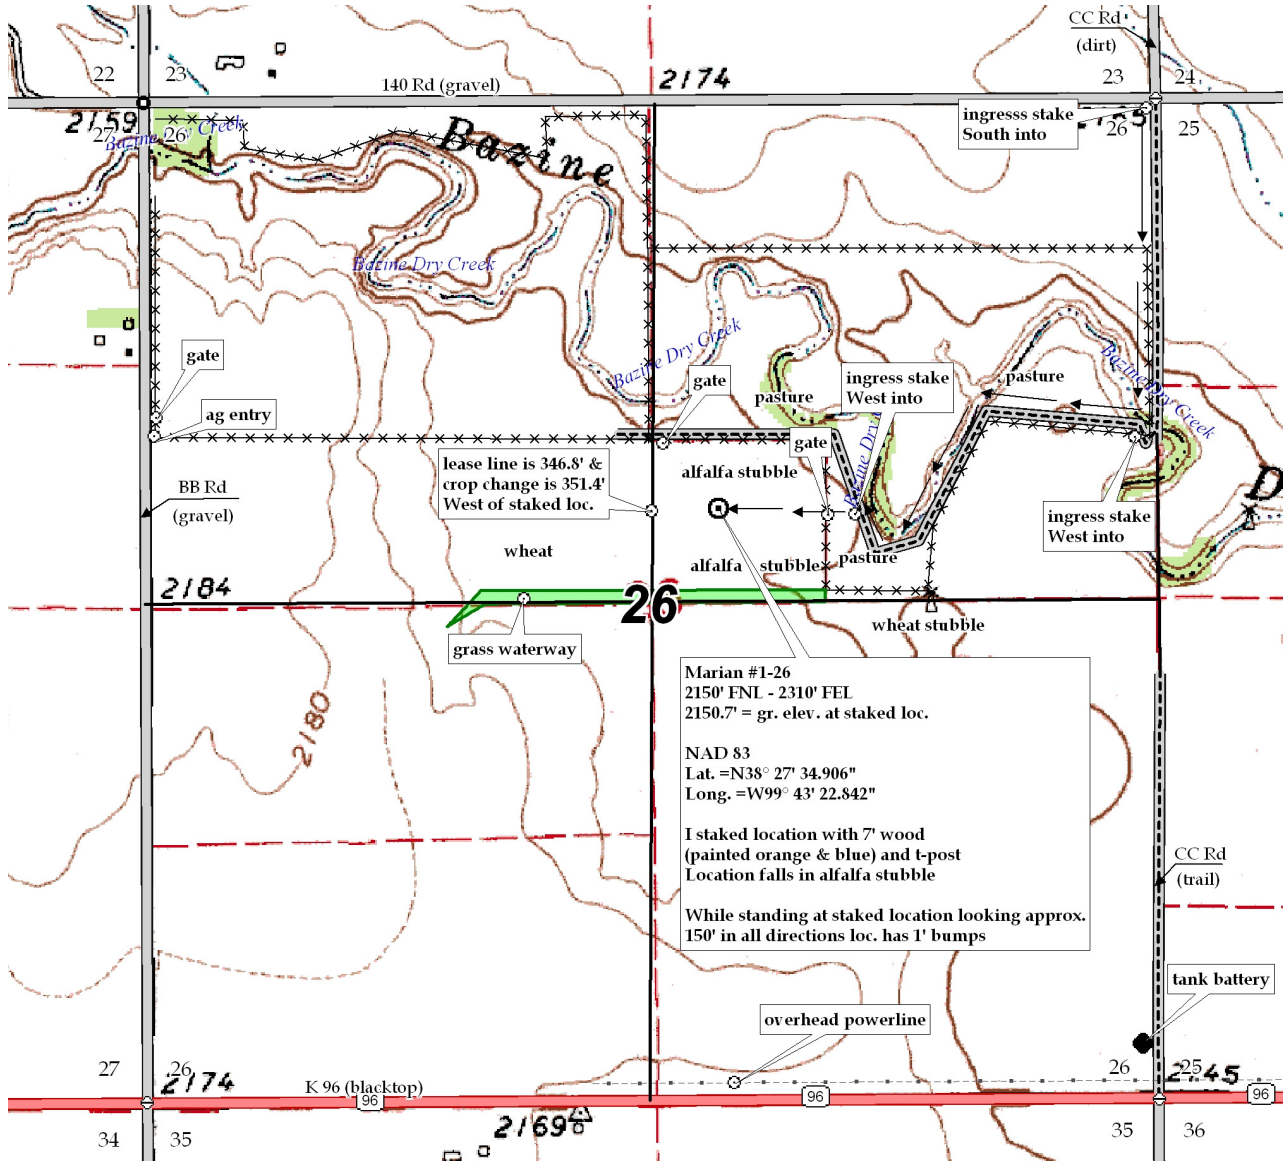 CC Rd
(dirt)
22
23
23
24
140 Rd (gravel)
2174
2159
27
26
Bazine Dry Creek
Bazine
ingresss stake
South into
26
25
Bazine Dry Creek
Bazine Dry Creek
Bazine Dry Creek
gate
ag entry
gate
pasture
ingress stake
West into
pasture
gate
Bazine Dry
lease line is 346.8' &
crop change is 351.4'
West of staked loc.
alfalfa stubble
BB Rd
(gravel)
D
ingress stake
West into
wheat
alfalfa stubble
pasture
2184
26
wheat stubble
grass waterway
Marian #1-26
2150' FNL - 2310' FEL
2150.7' = gr. elev. at staked loc.
NAD 83
Lat. =N38° 27' 34.906"
Long. =W99° 43' 22.842"
I staked location with 7' wood
(painted orange & blue) and t-post
Location falls in alfalfa stubble
While standing at staked location looking approx.
150' in all directions loc. has 1' bumps
2180
CC Rd
(trail)
tank battery
overhead powerline
27
26
2174
K 96 (blacktop)
96
96
96
26
25
2145
34
35
2169
35
36